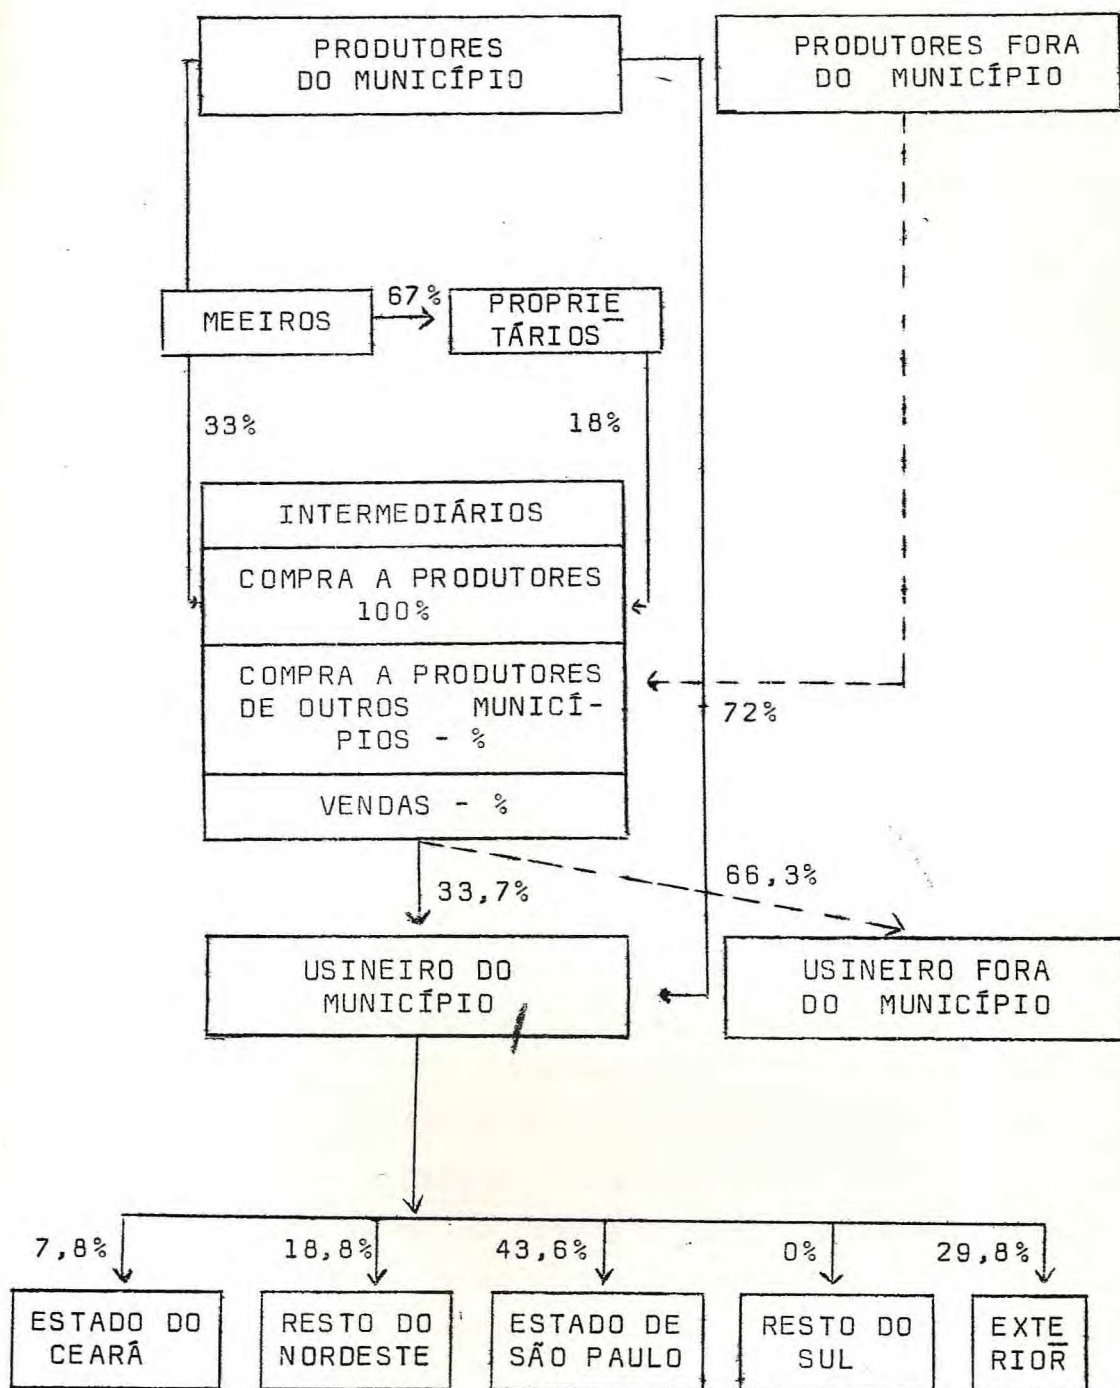 PRODUTORES
DO MUNICÍPIO
PRODUTORES FORA
DO MUNICÍPIO
MEEIROS
67%
PROPRIE
TÁRIOS
33%
18%
INTERMEDIÁRIOS
COMPRA A PRODUTORES
100%
COMPRA A PRODUTORES
DE OUTROS MUNICÍ-
PIOS - %
72%
VENDAS - %
33,7%
66,3%
USINEIRO DO
MUNICÍPIO
USINEIRO FORA
DO MUNICÍPIO
7,8%
18,8%
43,6%
0%
29,8%
ESTADO DO
CEARÁ
RESTO DO
NORDESTE
ESTADO DE
SÃO PAULO
RESTO DO
SUL
EXTE
RIOR